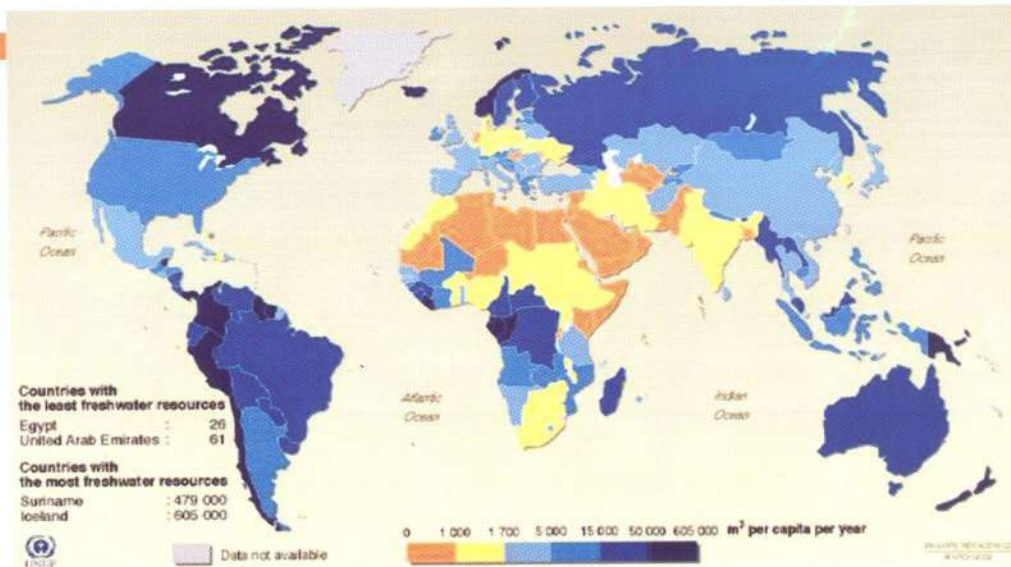 Pacific
Ocean
Pacific
Ocean
Atlantic
Ocean
Indian
Ocean
Countries with
the least freshwater resources
Egypt : 26
United Arab Emirates : 61
Countries with
the most freshwater resources
Suriname : 479 000
Iceland : 605 000
UNEP
Data not available
0 1 000 1 700 5 000 15 000 50 000 605 000 m³ per capita per year